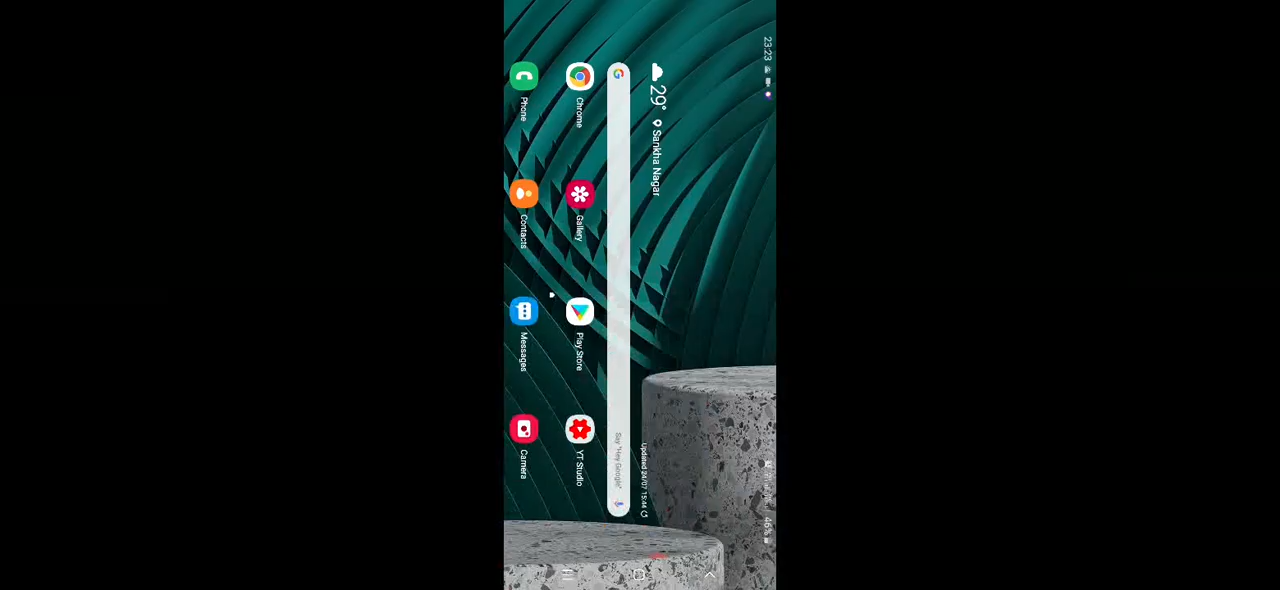 23:23
46%
29° Sankha Nagar
Updated 24/07 15:44
Say "Hey Google"
Chrome Gallery Play Store YT Studio
Phone Contacts Messages Camera